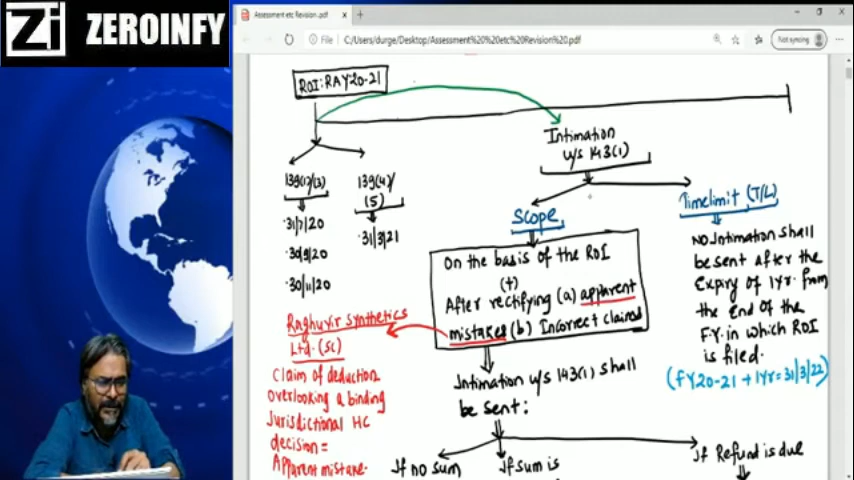 Zi ZEROINFY
Assessment etc Revision .pdf
File
C:/Users/durge/Desktop/Assessment%20%20etc%20Revision%20.pdf
Not syncing
ROI: RAY20-21
Intimation
u/s 143(1)
139(1)/(3)
31/7/20
30/9/20
30/11/20
139(4)/
(5)
31/3/21
Scope
On the basis of the ROI
(+)
After rectifying (a) apparent
mistakes (b) Incorrect claims
Timelimit (T/L)
NO Intimation shall
be sent after the
expiry of 1yr. from
the end of the
F.Y. in which ROI
is filed.
(FY20-21 + 1Yr = 31/3/22)
Raghuvir Synthetics
Ltd. (SC)
Claim of deduction
overlooking a binding
Jurisdictional HC
decision =
Apparent mistake.
Intimation u/s 143(1) shall
be sent:
If no sum
If sum is
If Refund is due